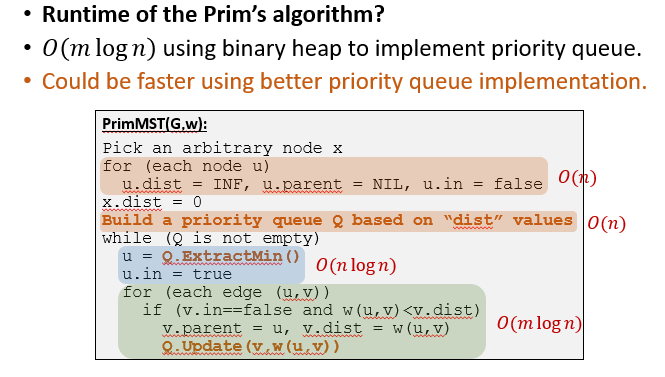 • Runtime of the Prim’s algorithm?
• O(m log n) using binary heap to implement priority queue.
• Could be faster using better priority queue implementation.
PrimMST(G,w):
Pick an arbitrary node x
for (each node u)
u.dist = INF, u.parent = NIL, u.in = false O(n)
x.dist = 0
Build a priority queue Q based on “dist” values O(n)
while (Q is not empty)
u = Q.ExtractMin()
u.in = true O(n log n)
for (each edge (u,v))
if (v.in==false and w(u,v)<v.dist)
v.parent = u, v.dist = w(u,v) O(m log n)
Q.Update(v,w(u,v))